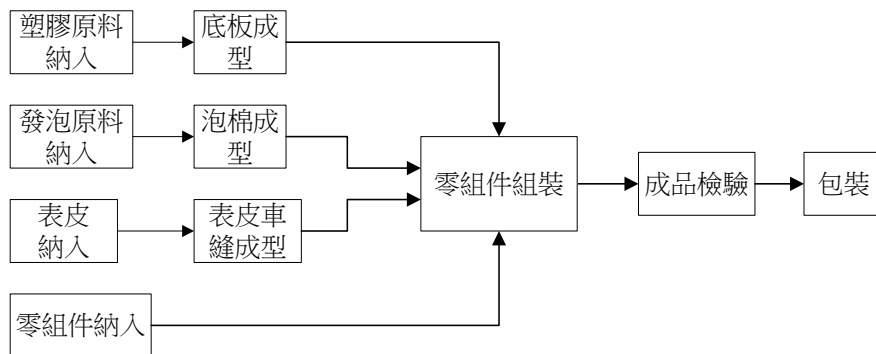 塑膠原料
納入
底板成
型
發泡原料
納入
泡棉成
型
表皮
納入
表皮車
縫成型
零組件納入
零組件組裝
成品檢驗
包裝